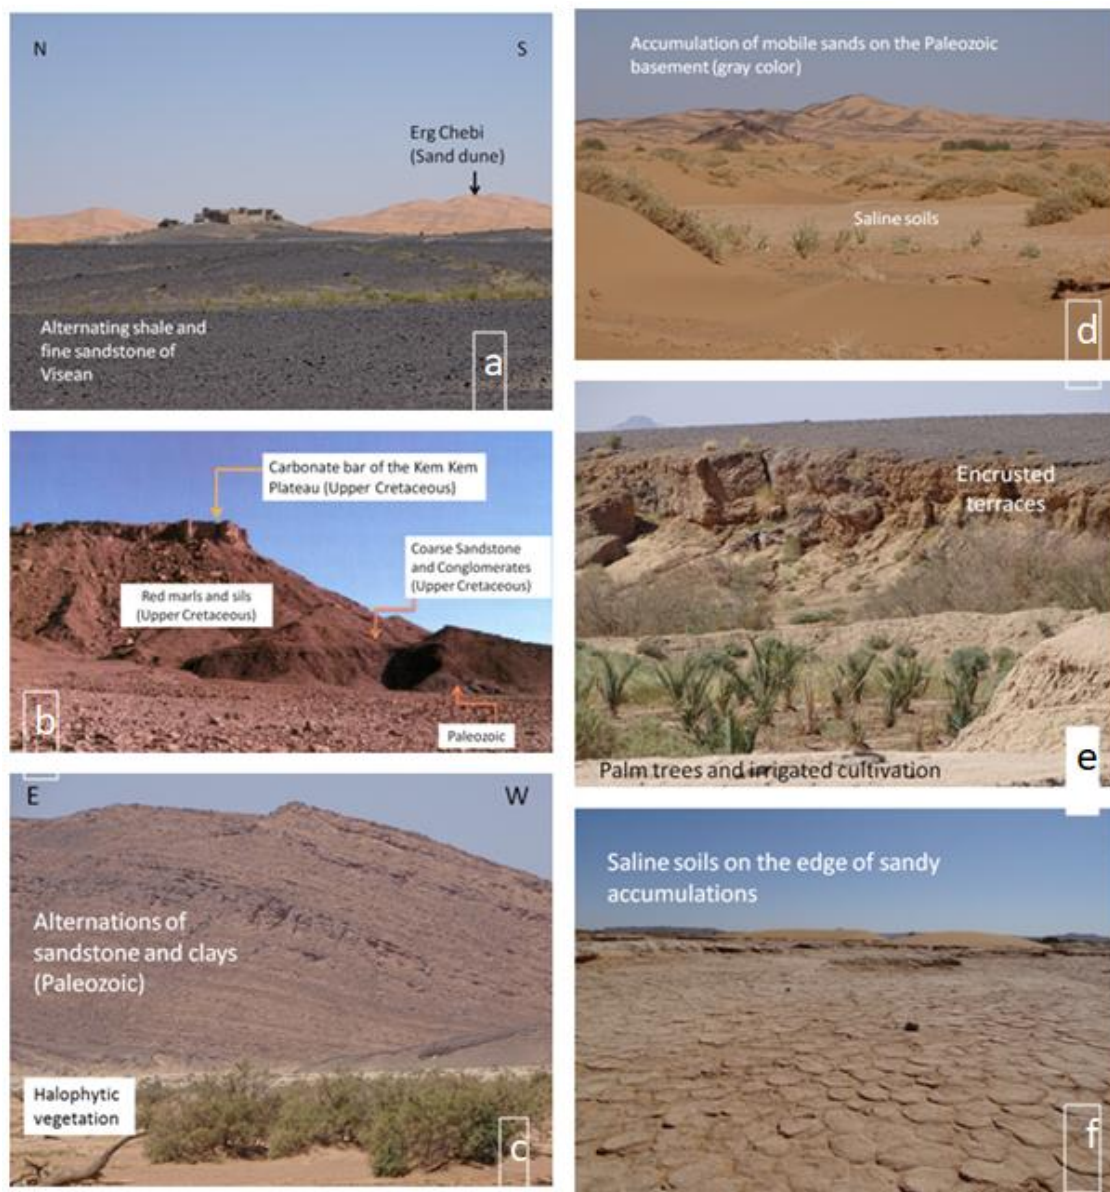 N
S
Erg Chebi
(Sand dune)
Alternating shale and
fine sandstone of
Visean
a
Carbonate bar of the Kem Kem
Plateau (Upper Cretaceous)
Coarse Sandstone
and Conglomerates
(Upper Cretaceous)
Red marls and sils
(Upper Cretaceous)
Paleozoic
b
E
W
Alternations of
sandstone and clays
(Paleozoic)
Halophytic
vegetation
c
Accumulation of mobile sands on the Paleozoic
basement (gray color)
Saline soils
d
Encrusted
terraces
Palm trees and irrigated cultivation
e
Saline soils on the edge of sandy
accumulations
f